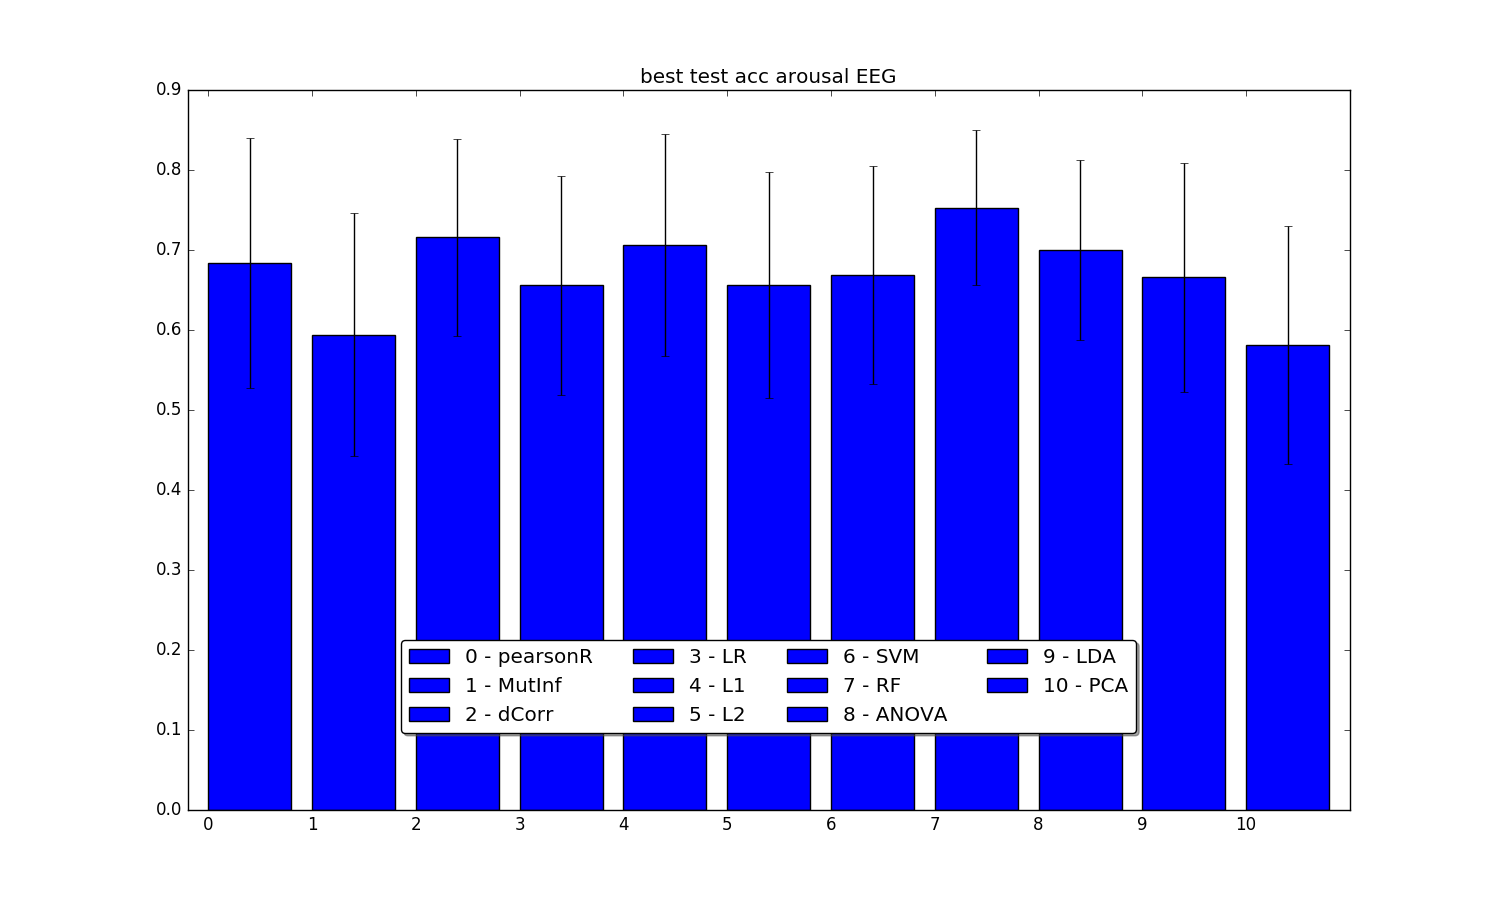 best test acc arousal EEG
0.9
0.8
0.7
0.6
0.5
0.4
0.3
0.2
0.1
0.0
0 - pearsonR
1 - MutInf
2 - dCorr
3 - LR
4 - L1
5 - L2
6 - SVM
7 - RF
8 - ANOVA
9 - LDA
10 - PCA
0 1 2 3 4 5 6 7 8 9 10